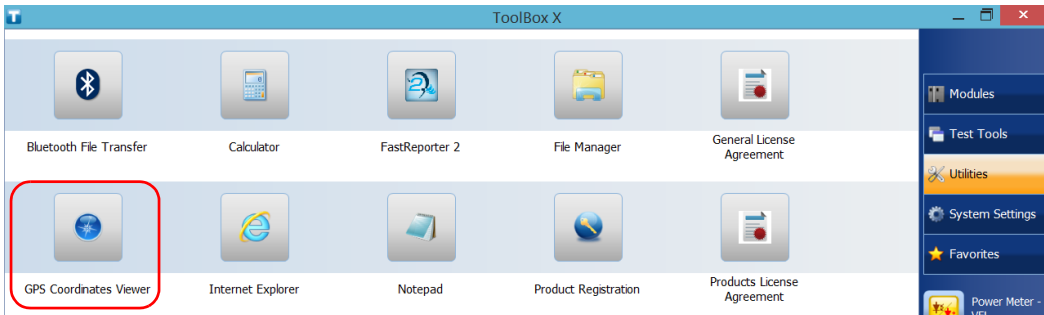 ToolBox X
Bluetooth File Transfer
Calculator
FastReporter 2
File Manager
General License
Agreement
GPS Coordinates Viewer
Internet Explorer
Notepad
Product Registration
Products License
Agreement
Modules
Test Tools
Utilities
System Settings
Favorites
Power Meter -
VFL